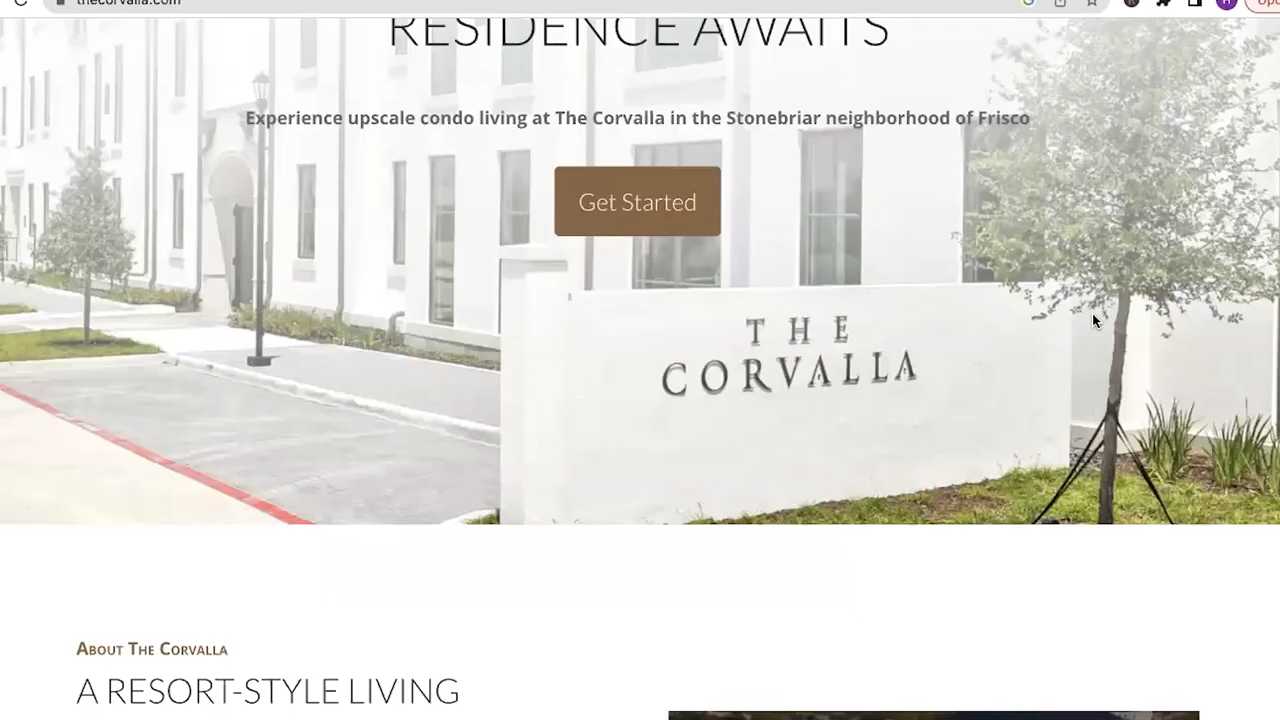 thecorvalla.com
RESIDENCE AWAITS
Experience upscale condo living at The Corvalla in the Stonebriar neighborhood of Frisco
Get Started
THE
CORVALLA
About The Corvalla
A RESORT-STYLE LIVING